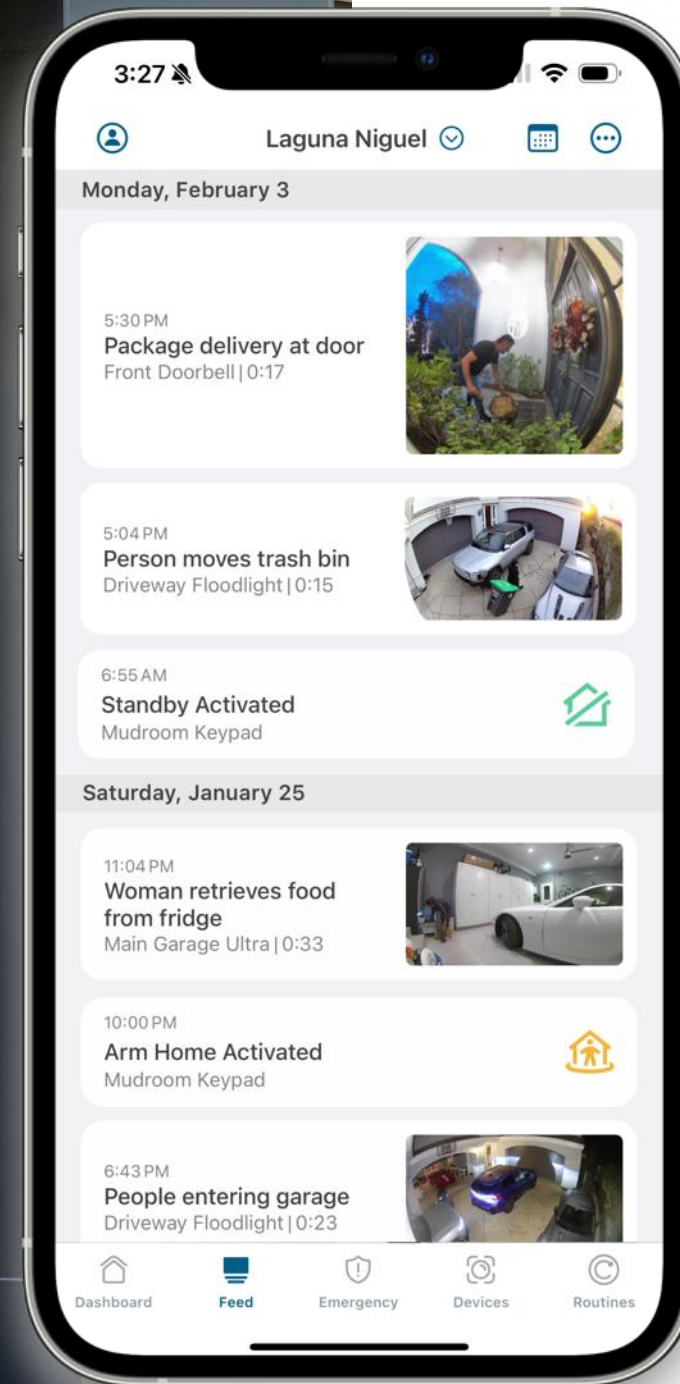 3:27
Laguna Niguel
Monday, February 3
5:30 PM
Package delivery at door
Front Doorbell | 0:17
5:04 PM
Person moves trash bin
Driveway Floodlight | 0:15
6:55 AM
Standby Activated
Mudroom Keypad
Saturday, January 25
11:04 PM
Woman retrieves food
from fridge
Main Garage Ultra | 0:33
10:00 PM
Arm Home Activated
Mudroom Keypad
6:43 PM
People entering garage
Driveway Floodlight | 0:23
Dashboard
Feed
Emergency
Devices
Routines